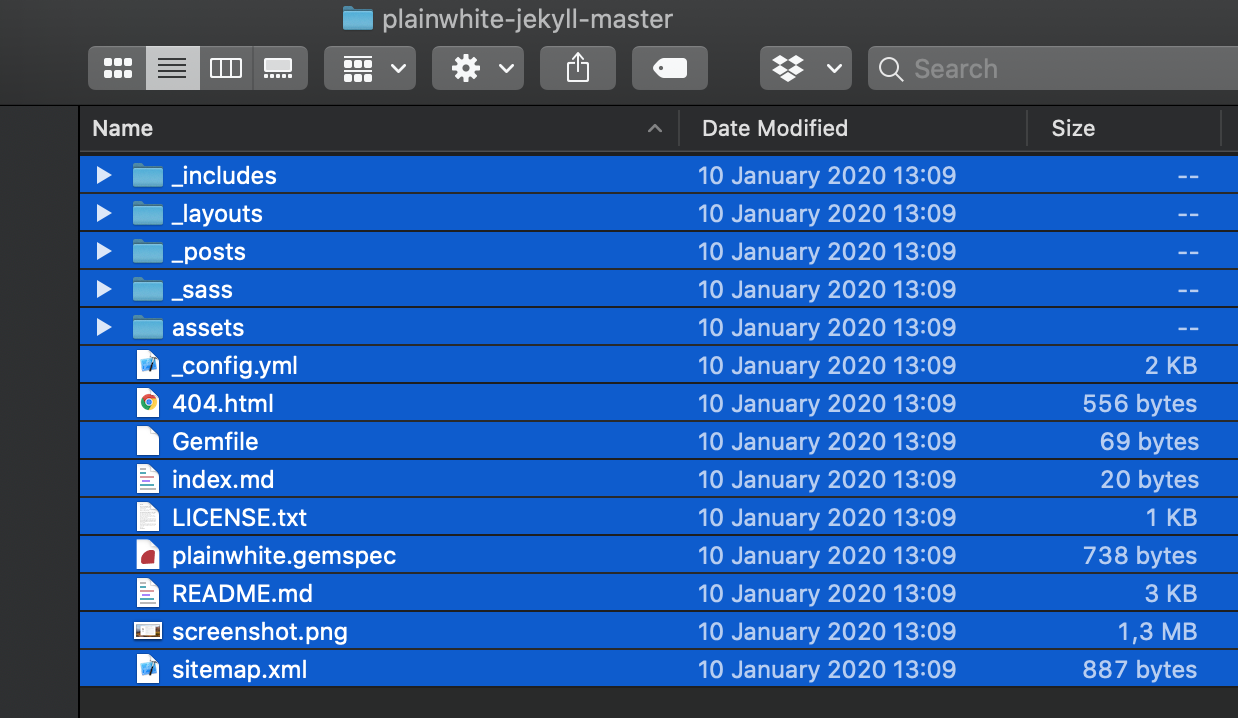 plainwhite-jekyll-master
Search
Name Date Modified Size
_includes 10 January 2020 13:09 --
_layouts 10 January 2020 13:09 --
_posts 10 January 2020 13:09 --
_sass 10 January 2020 13:09 --
assets 10 January 2020 13:09 --
_config.yml 10 January 2020 13:09 2 KB
404.html 10 January 2020 13:09 556 bytes
Gemfile 10 January 2020 13:09 69 bytes
index.md 10 January 2020 13:09 20 bytes
LICENSE.txt 10 January 2020 13:09 1 KB
plainwhite.gemspec 10 January 2020 13:09 738 bytes
README.md 10 January 2020 13:09 3 KB
screenshot.png 10 January 2020 13:09 1,3 MB
sitemap.xml 10 January 2020 13:09 887 bytes